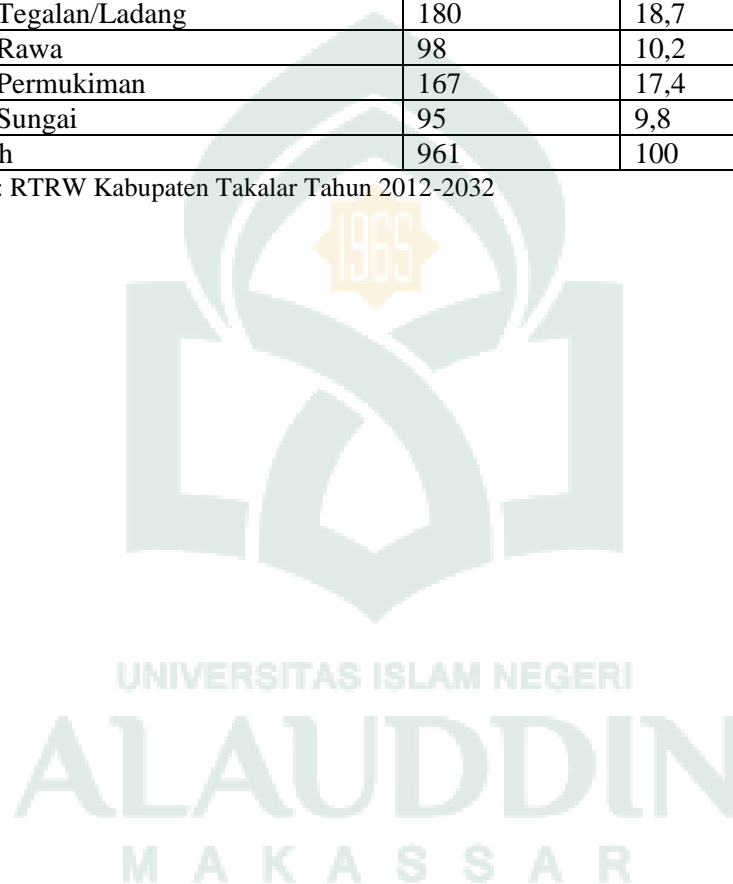 Tegalan/Ladang 180 18,7
Rawa 98 10,2
Permukiman 167 17,4
Sungai 95 9,8
h 961 100
: RTRW Kabupaten Takalar Tahun 2012-2032
1965
UNIVERSITAS ISLAM NEGERI
ALAUDDIN
MAKASSAR